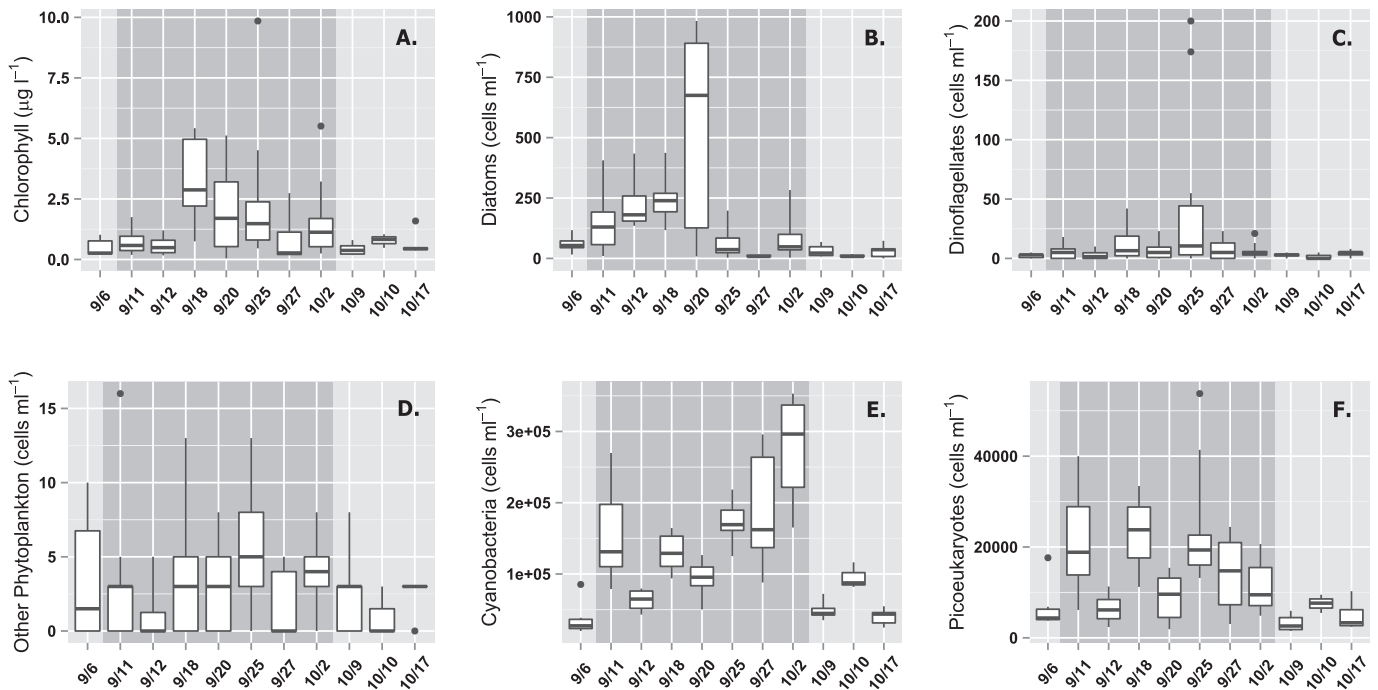 A.
Chlorophyll (μg l⁻¹)
10.0
7.5
5.0
2.5
0.0
9/6 9/11 9/12 9/18 9/20 9/25 9/27 10/2 10/9 10/10 10/17
B.
Diatoms (cells ml⁻¹)
1000
750
500
250
0
9/6 9/11 9/12 9/18 9/20 9/25 9/27 10/2 10/9 10/10 10/17
C.
Dinoflagellates (cells ml⁻¹)
200
150
100
50
0
9/6 9/11 9/12 9/18 9/20 9/25 9/27 10/2 10/9 10/10 10/17
D.
Other Phytoplankton (cells ml⁻¹)
15
10
5
0
9/6 9/11 9/12 9/18 9/20 9/25 9/27 10/2 10/9 10/10 10/17
E.
Cyanobacteria (cells ml⁻¹)
3e+05
2e+05
1e+05
9/6 9/11 9/12 9/18 9/20 9/25 9/27 10/2 10/9 10/10 10/17
F.
Picoeukaryotes (cells ml⁻¹)
40000
20000
0
9/6 9/11 9/12 9/18 9/20 9/25 9/27 10/2 10/9 10/10 10/17